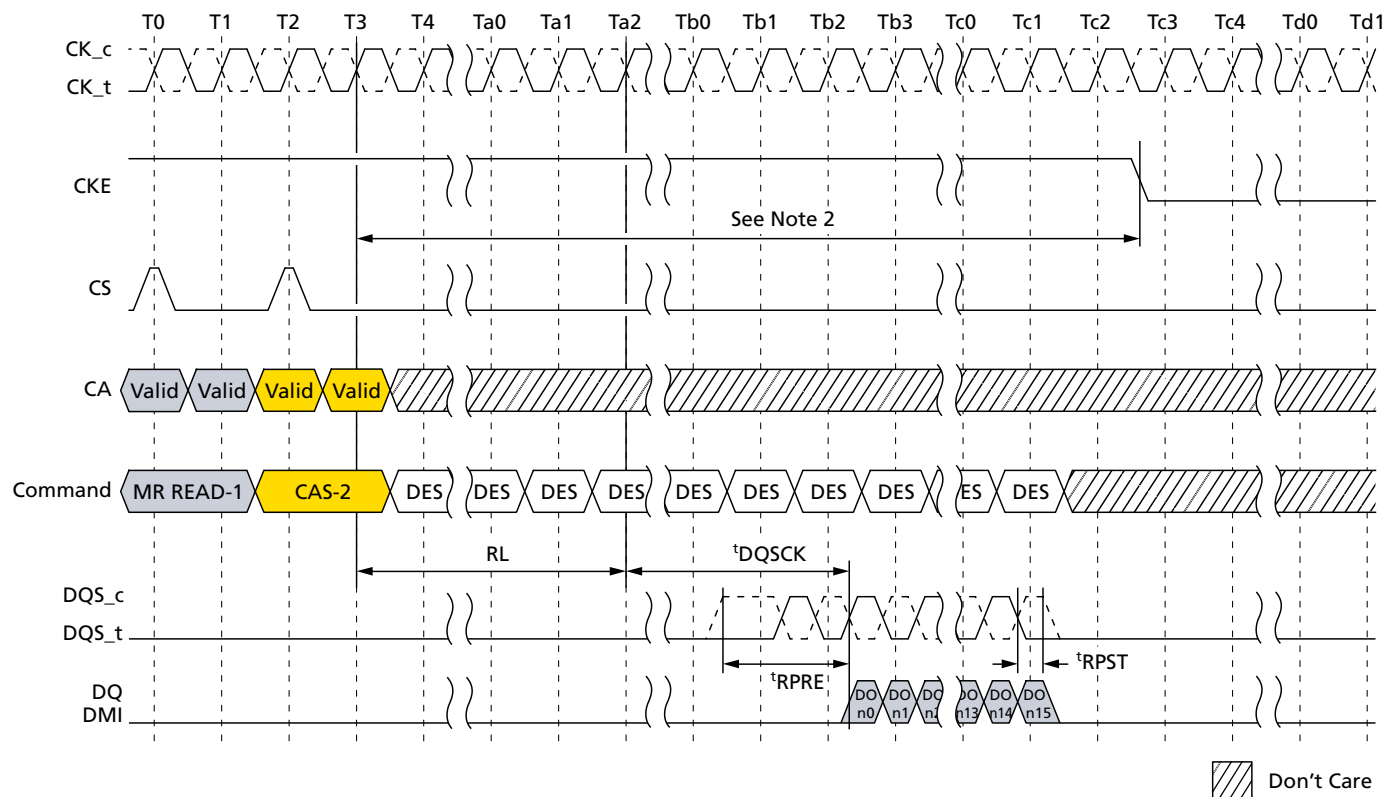 T0 T1 T2 T3 T4 Ta0 Ta1 Ta2 Tb0 Tb1 Tb2 Tb3 Tc0 Tc1 Tc2 Tc3 Tc4 Td0 Td1
CK_c
CK_t
CKE
See Note 2
CS
CA Valid Valid Valid Valid
Command MR READ-1 CAS-2 DES DES DES DES DES DES DES DES ES DES
RL tDQSCK
DQS_c
DQS_t
tRPST
tRPRE
DQ DO DO DO DO DO DO
DMI n0 n1 n2 n13 n14 n15
Don't Care